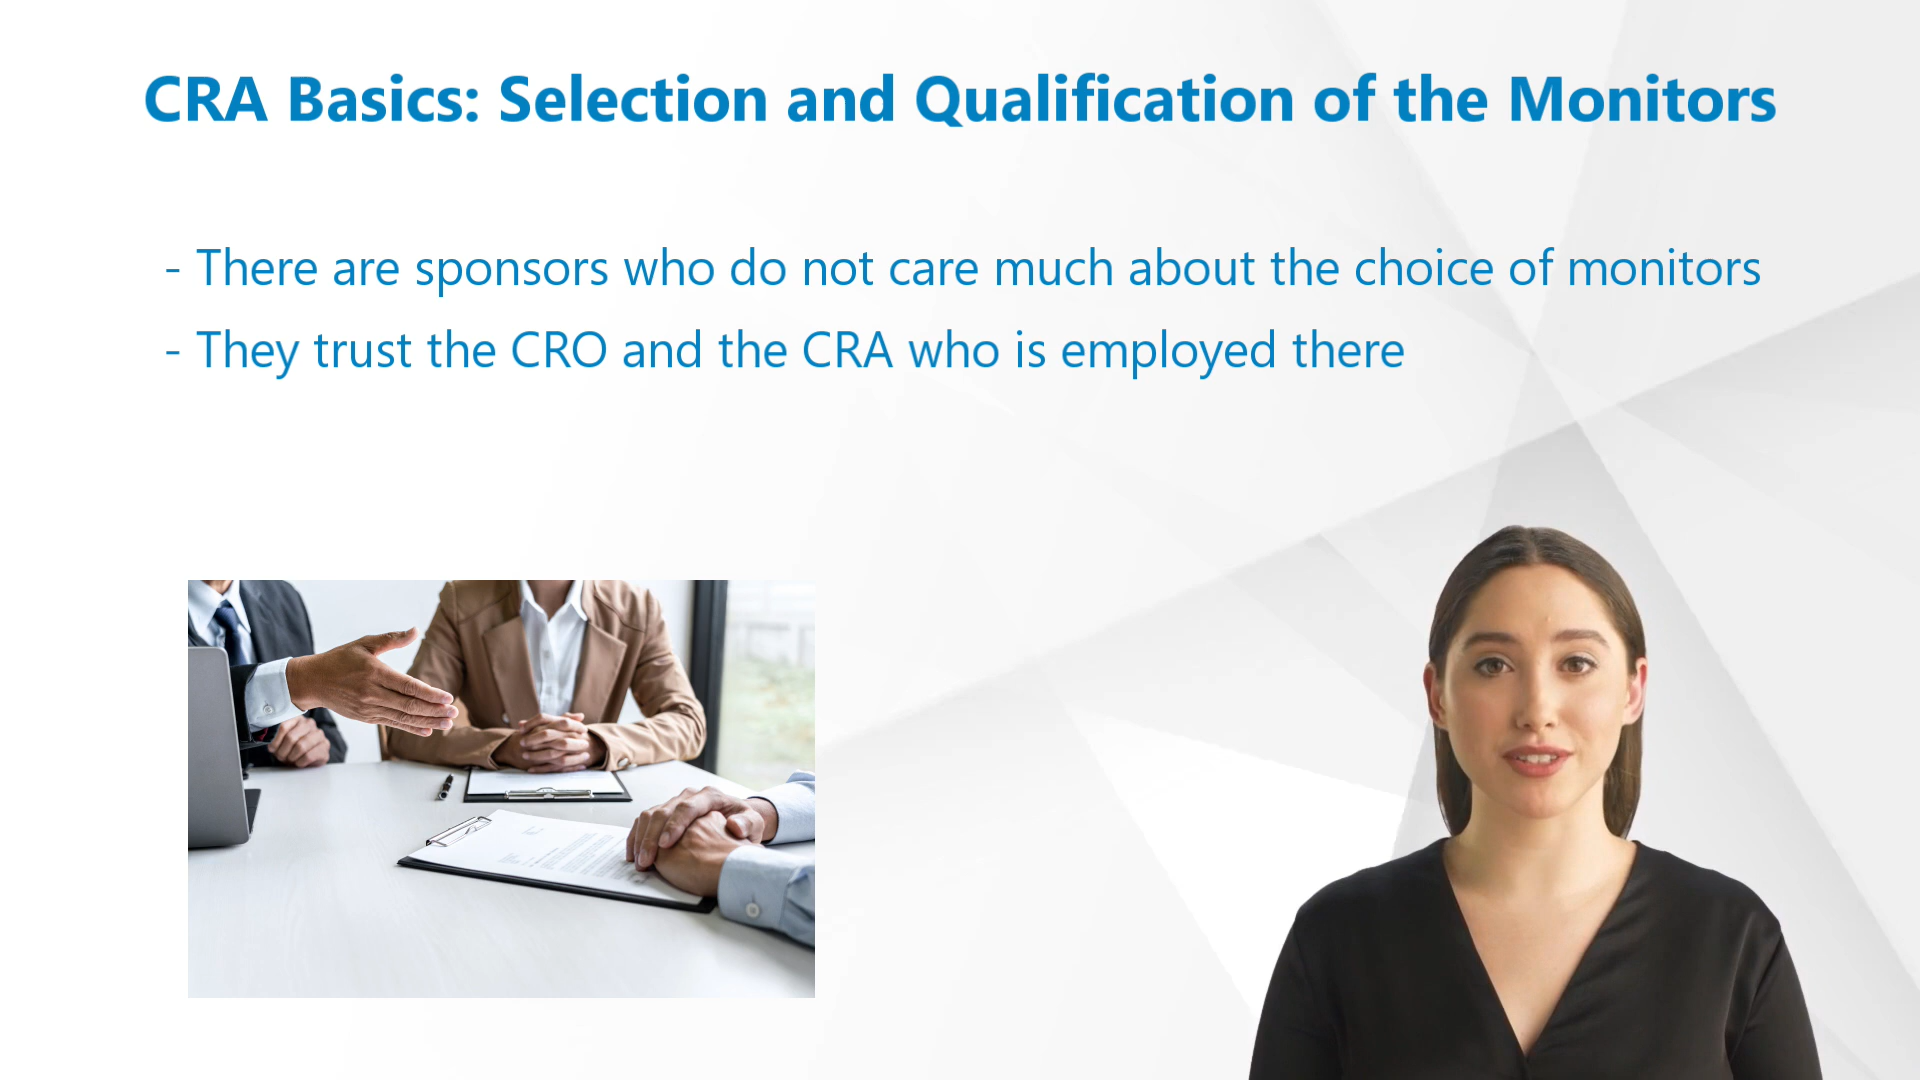 CRA Basics: Selection and Qualification of the Monitors
- There are sponsors who do not care much about the choice of monitors
- They trust the CRO and the CRA who is employed there